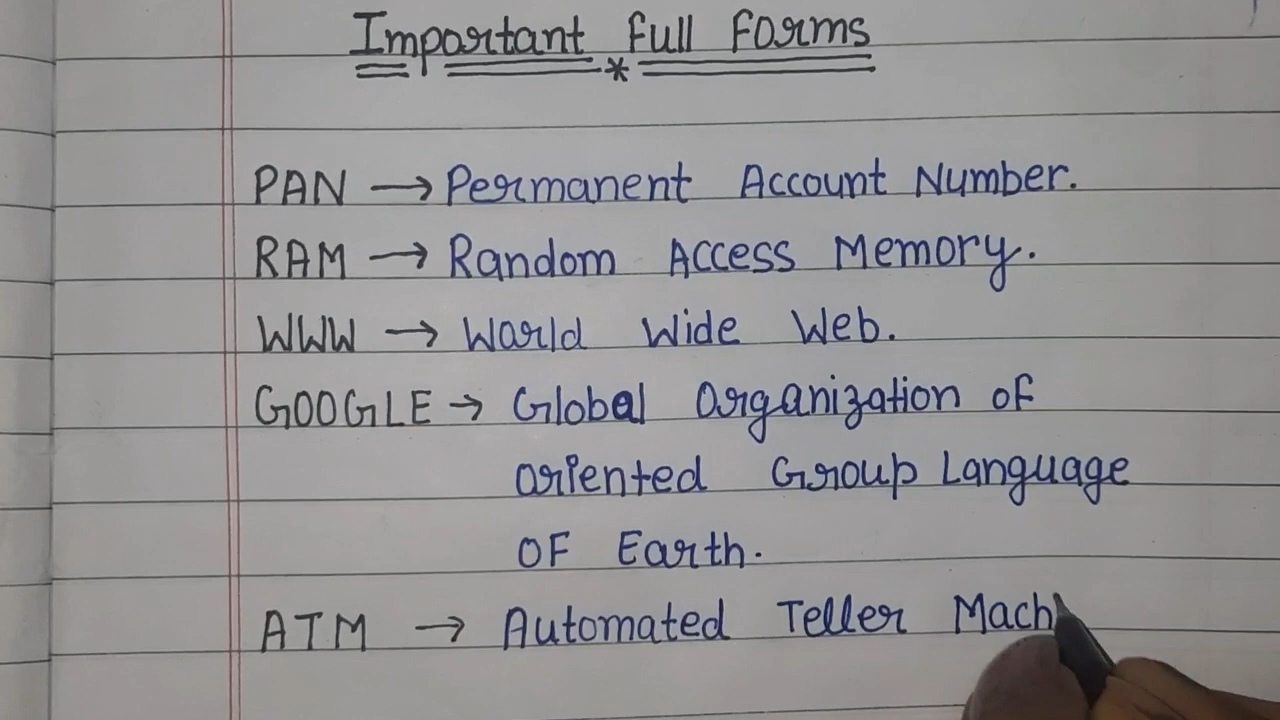 Important Full Forms
*
PAN → Permanent Account Number.
RAM → Random Access Memory.
WWW → World Wide Web.
GOOGLE → Global Organization of
oriented Group Language
OF Earth.
ATM → Automated Teller Mach